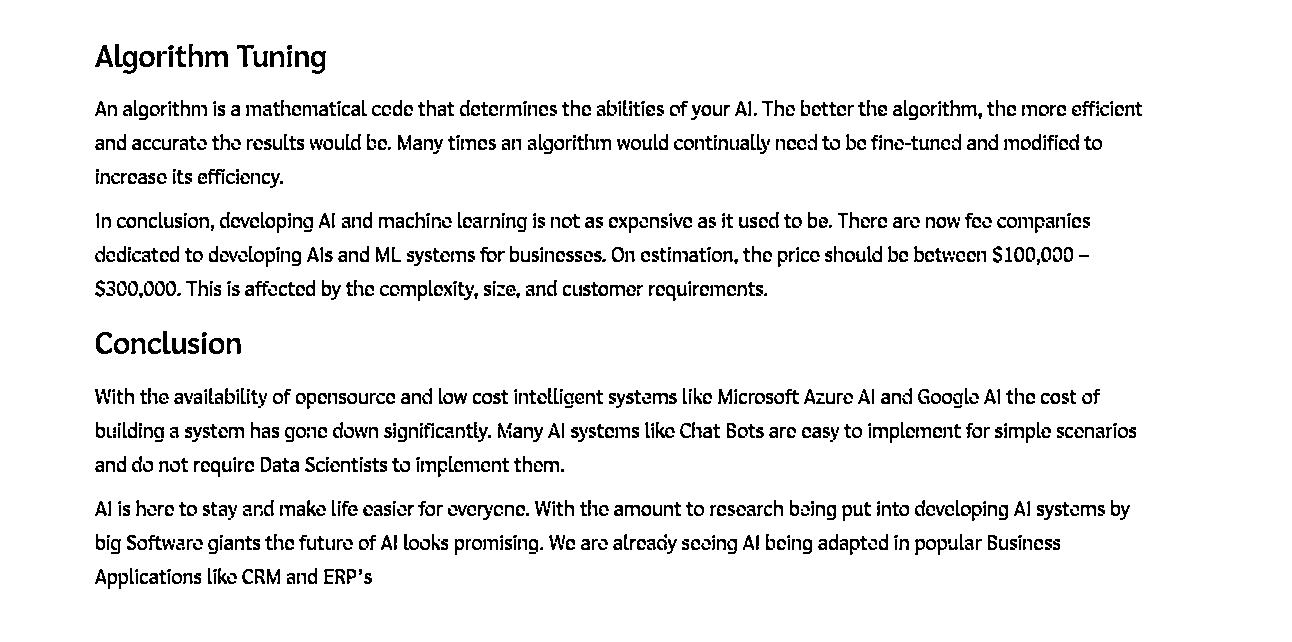 Algorithm Tuning
An algorithm is a mathematical code that determines the abilities of your AI. The better the algorithm, the more efficient
and accurate the results would be. Many times an algorithm would continually need to be fine-tuned and modified to
increase its efficiency.
In conclusion, developing AI and machine learning is not as expensive as it used to be. There are now fee companies
dedicated to developing AIs and ML systems for businesses. On estimation, the price should be between $100,000 –
$300,000. This is affected by the complexity, size, and customer requirements.
Conclusion
With the availability of opensource and low cost intelligent systems like Microsoft Azure AI and Google AI the cost of
building a system has gone down significantly. Many AI systems like Chat Bots are easy to implement for simple scenarios
and do not require Data Scientists to implement them.
AI is here to stay and make life easier for everyone. With the amount to research being put into developing AI systems by
big Software giants the future of AI looks promising. We are already seeing AI being adapted in popular Business
Applications like CRM and ERP's